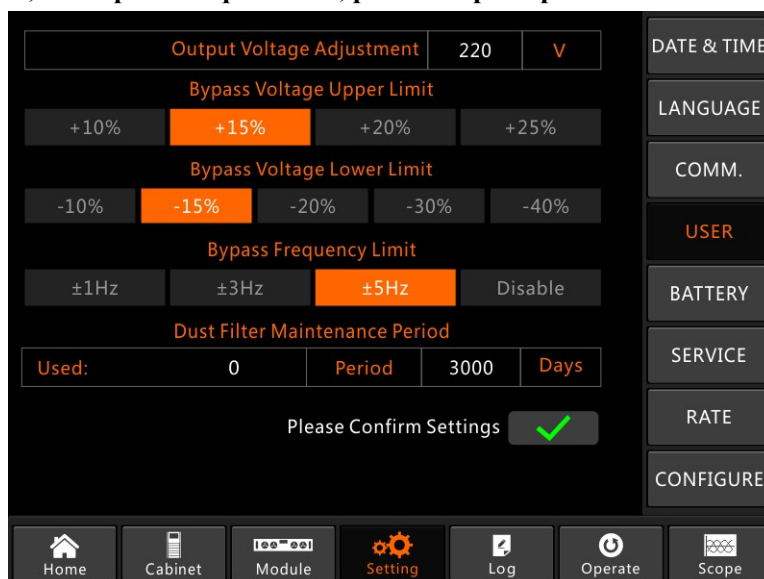 Output Voltage Adjustment 220 V
Bypass Voltage Upper Limit
+10% +15% +20% +25%
Bypass Voltage Lower Limit
-10% -15% -20% -30% -40%
Bypass Frequency Limit
±1Hz ±3Hz ±5Hz Disable
Dust Filter Maintenance Period
Used: 0 Period 3000 Days
Please Confirm Settings
DATE & TIME
LANGUAGE
COMM.
USER
BATTERY
SERVICE
RATE
CONFIGURE
Home Cabinet Module Setting Log Operate Scope